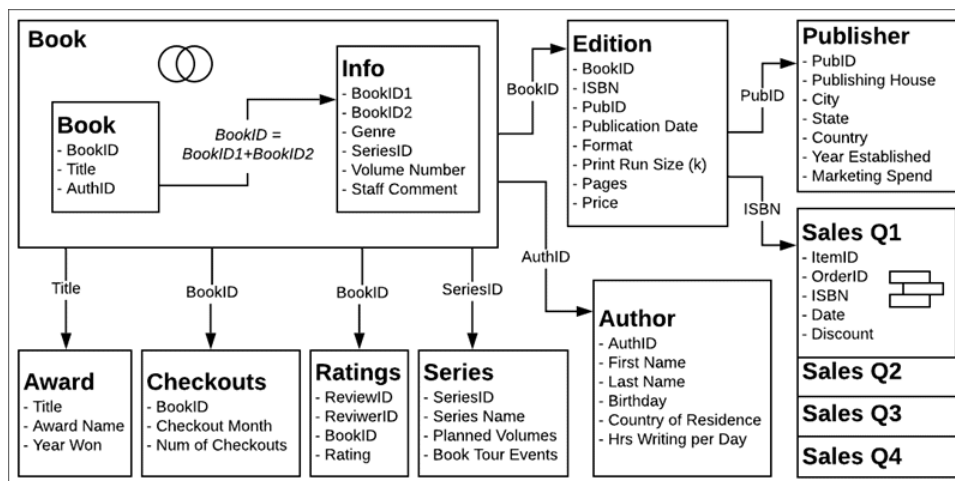 Book
Book
- BookID
- Title
- AuthID
BookID =
BookID1+BookID2
Info
- BookID1
- BookID2
- Genre
- SeriesID
- Volume Number
- Staff Comment
BookID
Edition
- BookID
- ISBN
- PubID
- Publication Date
- Format
- Print Run Size (k)
- Pages
- Price
PubID
Publisher
- PubID
- Publishing House
- City
- State
- Country
- Year Established
- Marketing Spend
ISBN
Sales Q1
- ItemID
- OrderID
- ISBN
- Date
- Discount
Sales Q2
Sales Q3
Sales Q4
Title
BookID
BookID
SeriesID
AuthID
Award
- Title
- Award Name
- Year Won
Checkouts
- BookID
- Checkout Month
- Num of Checkouts
Ratings
- ReviewID
- ReviwerID
- BookID
- Rating
Series
- SeriesID
- Series Name
- Planned Volumes
- Book Tour Events
Author
- AuthID
- First Name
- Last Name
- Birthday
- Country of Residence
- Hrs Writing per Day